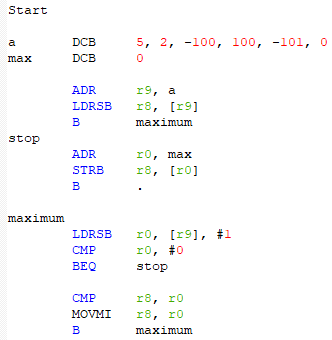 Start
a DCB 5, 2, -100, 100, -101, 0
max DCB 0
ADR r9, a
LDRSB r8, [r9]
B maximum
stop
ADR r0, max
STRB r8, [r0]
B .
maximum
LDRSB r0, [r9], #1
CMP r0, #0
BEQ stop
CMP r8, r0
MOVMI r8, r0
B maximum